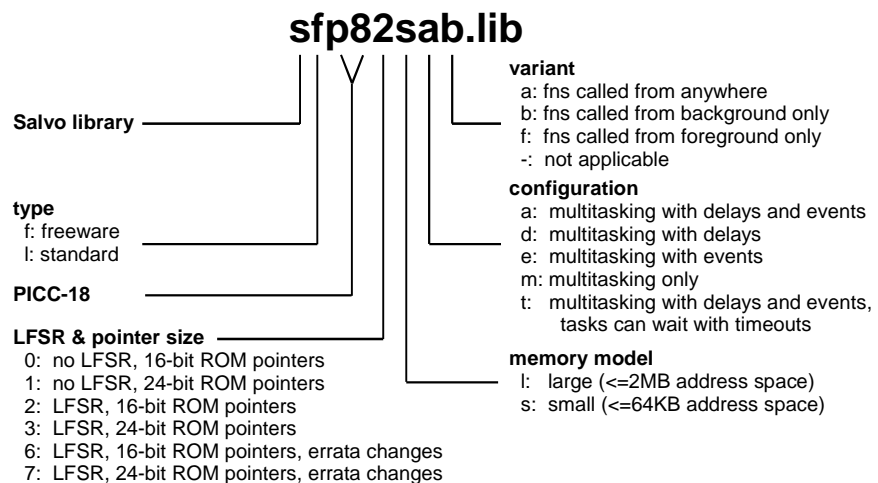 sfp82sab.lib
Salvo library
type
f: freeware
l: standard
PICC-18
LFSR & pointer size
0: no LFSR, 16-bit ROM pointers
1: no LFSR, 24-bit ROM pointers
2: LFSR, 16-bit ROM pointers
3: LFSR, 24-bit ROM pointers
6: LFSR, 16-bit ROM pointers, errata changes
7: LFSR, 24-bit ROM pointers, errata changes
variant
a: fns called from anywhere
b: fns called from background only
f: fns called from foreground only
-: not applicable
configuration
a: multitasking with delays and events
d: multitasking with delays
e: multitasking with events
m: multitasking only
t: multitasking with delays and events,
tasks can wait with timeouts
memory model
l: large (<=2MB address space)
s: small (<=64KB address space)